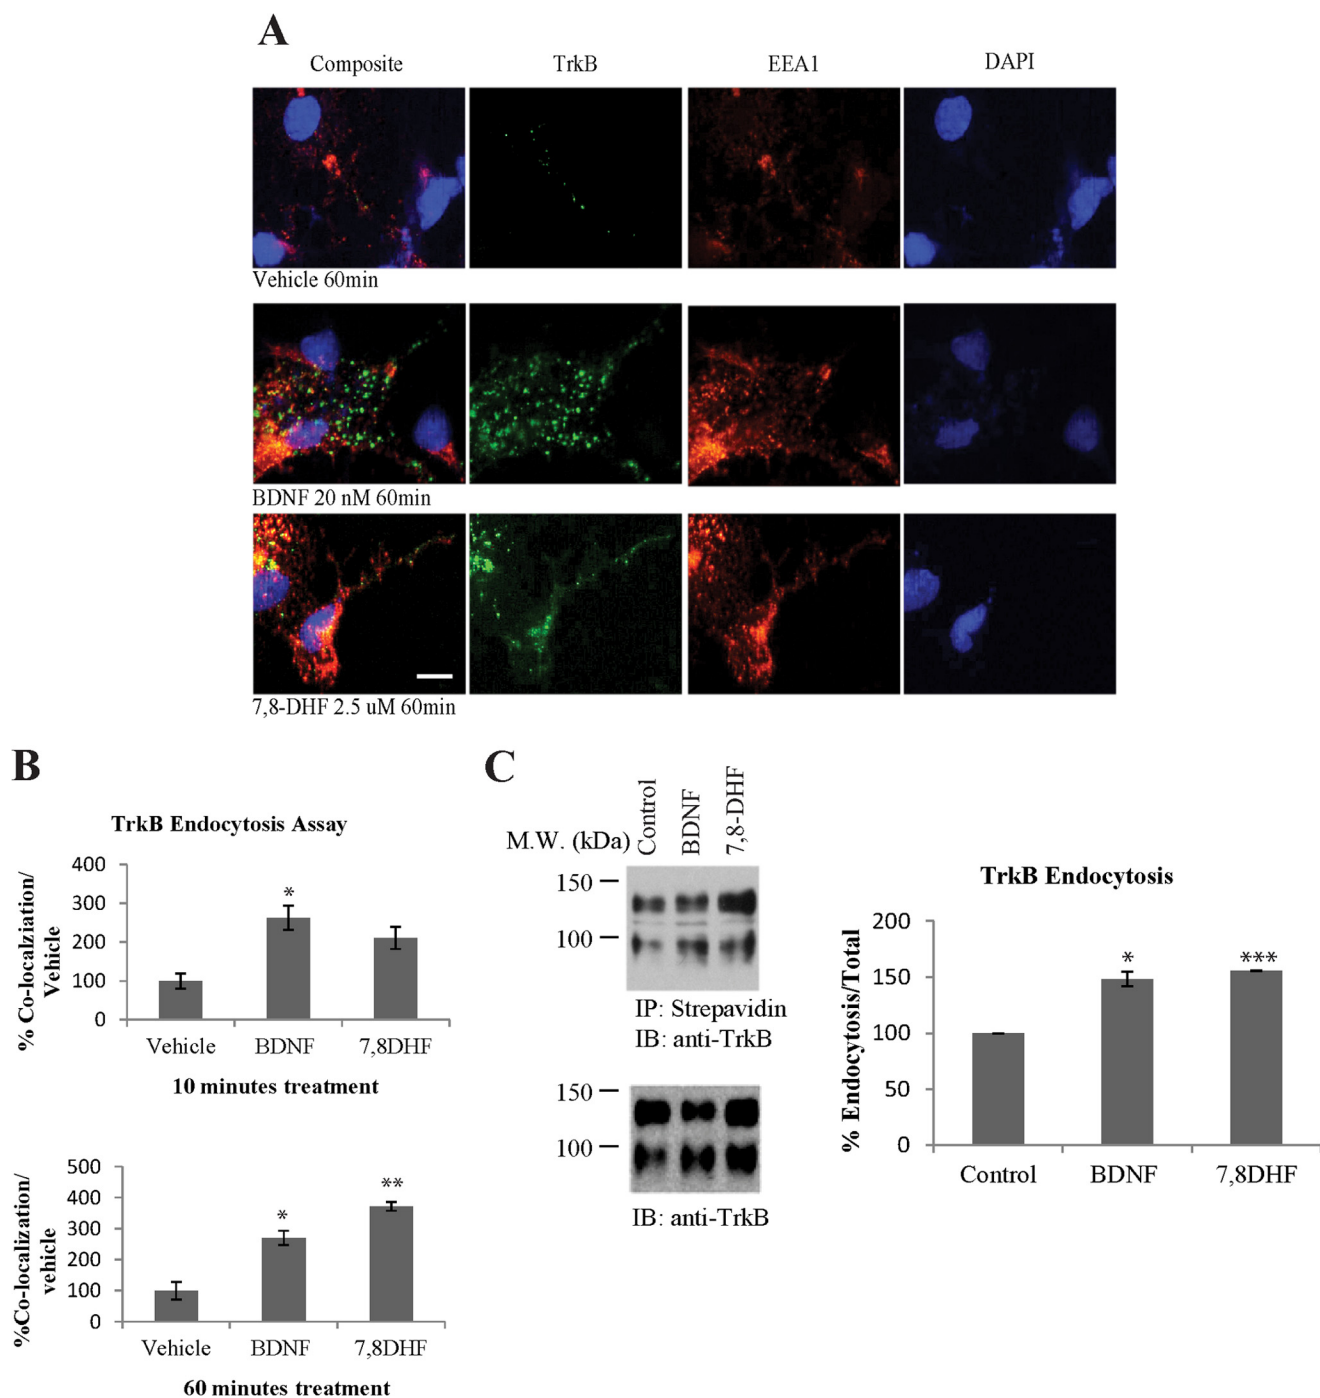 A
Composite TrkB EEA1 DAPI
Vehicle 60min
BDNF 20 nM 60min
7,8-DHF 2.5 uM 60min
B
TrkB Endocytosis Assay
% Co-localziation/
Vehicle
400
300
200
100
0
Vehicle BDNF 7,8DHF
*
10 minutes treatment
%Co-localization/
vehicle
500
400
300
200
100
0
Vehicle BDNF 7,8DHF
* **
60 minutes treatment
C
Control BDNF 7,8-DHF
M.W. (kDa)
150
100
IP: Strepavidin
IB: anti-TrkB
150
100
IB: anti-TrkB
TrkB Endocytosis
% Endocytosis/Total
200
150
100
50
0
Control BDNF 7,8DHF
* ***